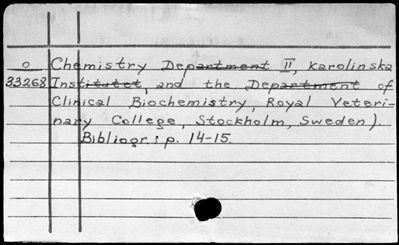 o Chemistry Department II, Karolinska
33268 Institutet, and the Department of
Clinical Biochemistry, Royal Veteri-
nary College, Stockholm, Sweden).
Bibliogr.: p. 14-15.